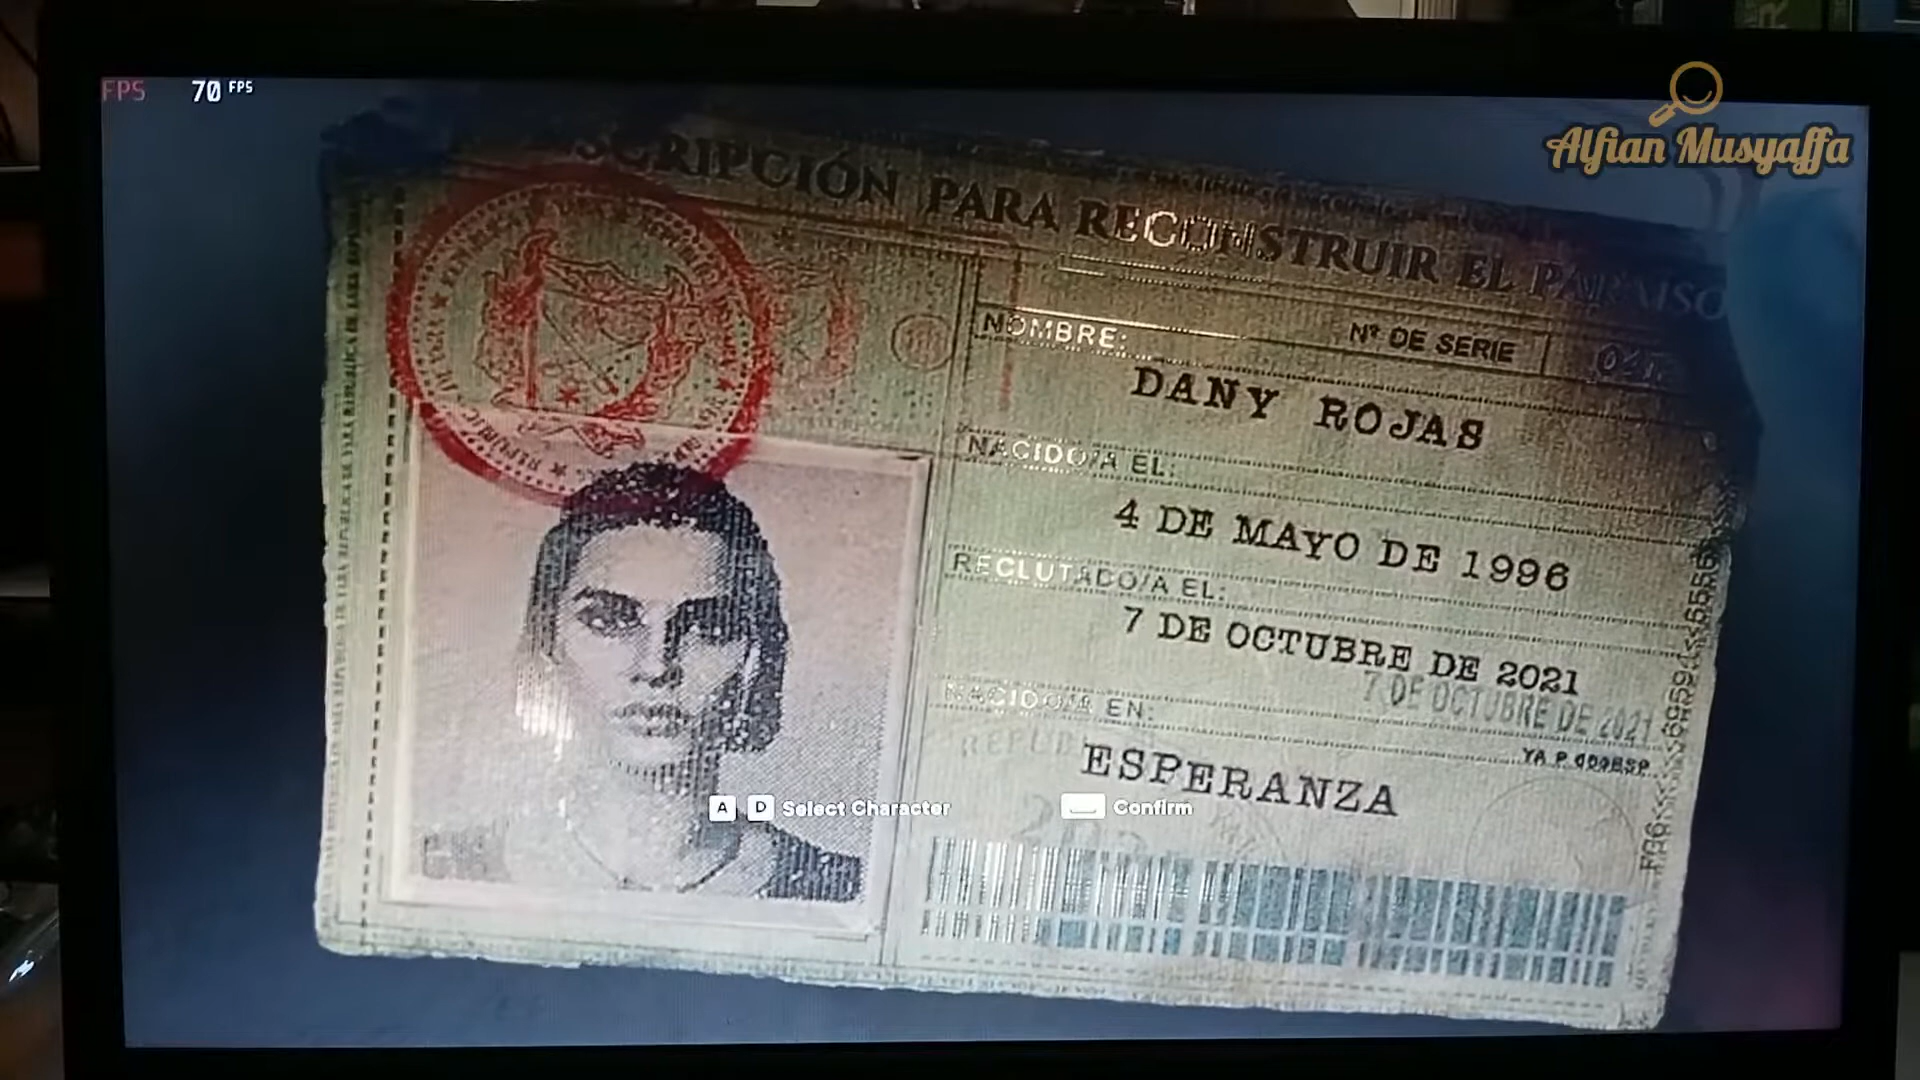 FPS 70 FPS
Alfian Musyaffa
SCRIPCIÓN PARA RECONSTRUIR EL PARAISO
NOMBRE:
Nº DE SERIE
DANY ROJAS
NACIDO/A EL:
4 DE MAYO DE 1996
RECLUTADO/A EL:
7 DE OCTUBRE DE 2021
7 DE OCTUBRE DE 2021
NACIDO/A EN:
ESPERANZA
A D Select Character
Confirm